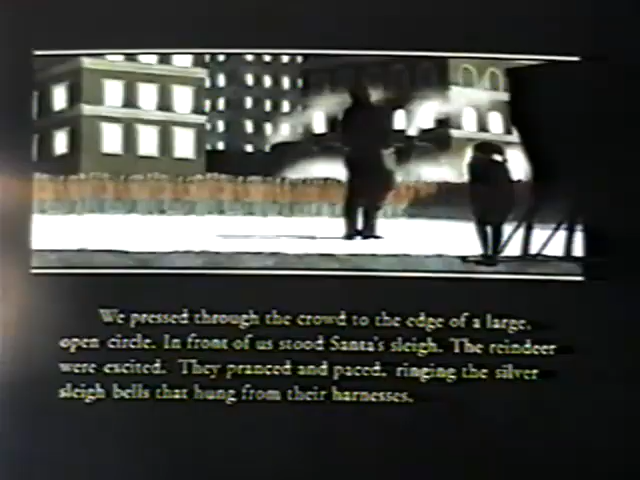 We pressed through the crowd to the edge of a large,
open circle. In front of us stood Santa's sleigh. The reindeer
were excited. They pranced and paced, ringing the silver
sleigh bells that hung from their harnesses.